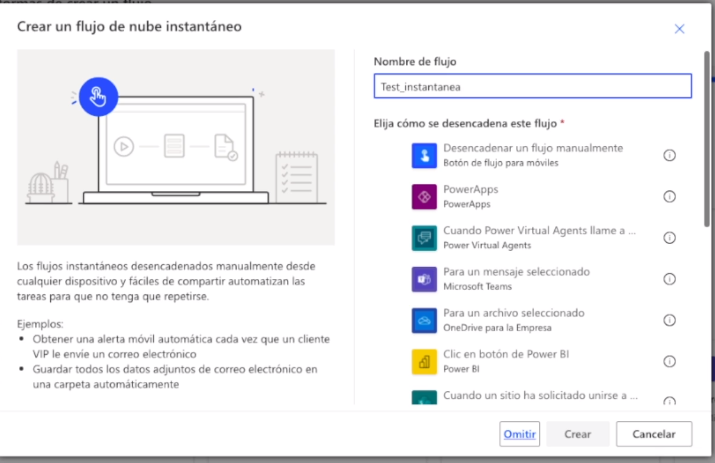 Crear un flujo de nube instantáneo
Los flujos instantáneos desencadenados manualmente desde
cualquier dispositivo y fáciles de compartir automatizan las
tareas para que no tenga que repetirse.
Ejemplos:
• Obtener una alerta móvil automática cada vez que un cliente
VIP le envíe un correo electrónico
• Guardar todos los datos adjuntos de correo electrónico en
una carpeta automáticamente
Nombre de flujo
Test_instantanea
Elija cómo se desencadena este flujo *
Desencadenar un flujo manualmente
Botón de flujo para móviles
PowerApps
PowerApps
Cuando Power Virtual Agents llame a ...
Power Virtual Agents
Para un mensaje seleccionado
Microsoft Teams
Para un archivo seleccionado
OneDrive para la Empresa
Clic en botón de Power BI
Power BI
Cuando un sitio ha solicitado unirse a ...
Omitir
Crear
Cancelar